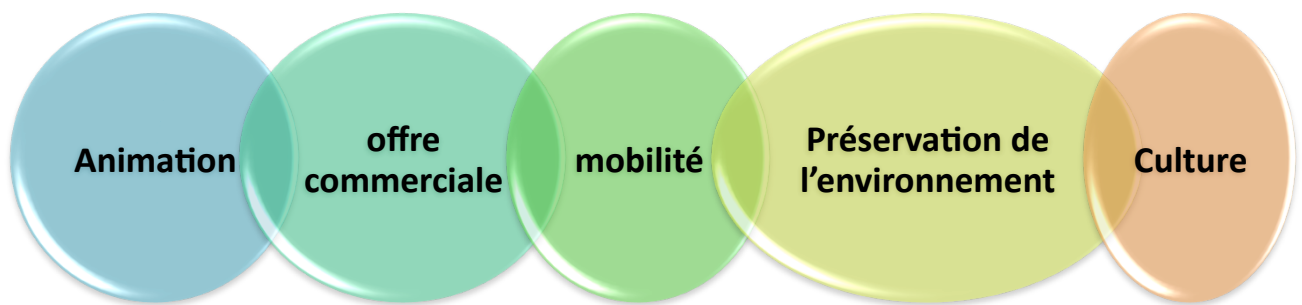 Animation
offre
commerciale
mobilité
Préservation de
l’environnement
Culture